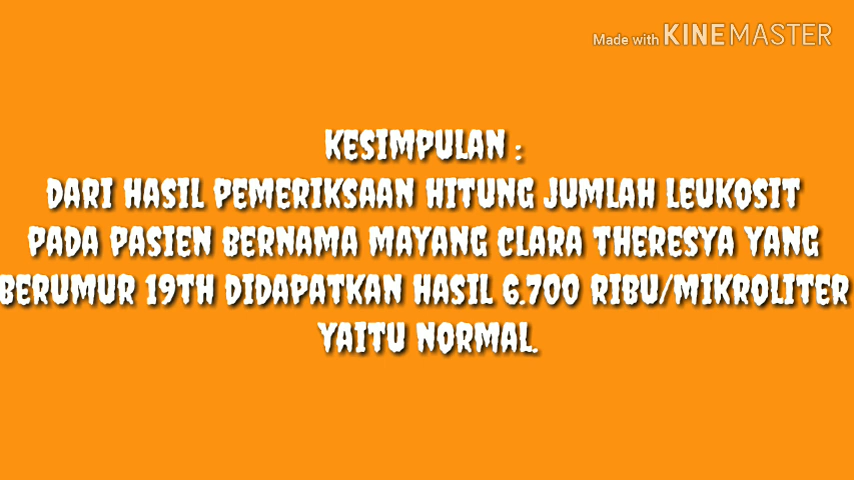 Made with KINEMASTER
KESIMPULAN :
DARI HASIL PEMERIKSAAN HITUNG JUMLAH LEUKOSIT
PADA PASIEN BERNAMA MAYANG CLARA THERESYA YANG
BERUMUR 19TH DIDAPATKAN HASIL 6.700 RIBU/MIKROLITER
YAITU NORMAL.